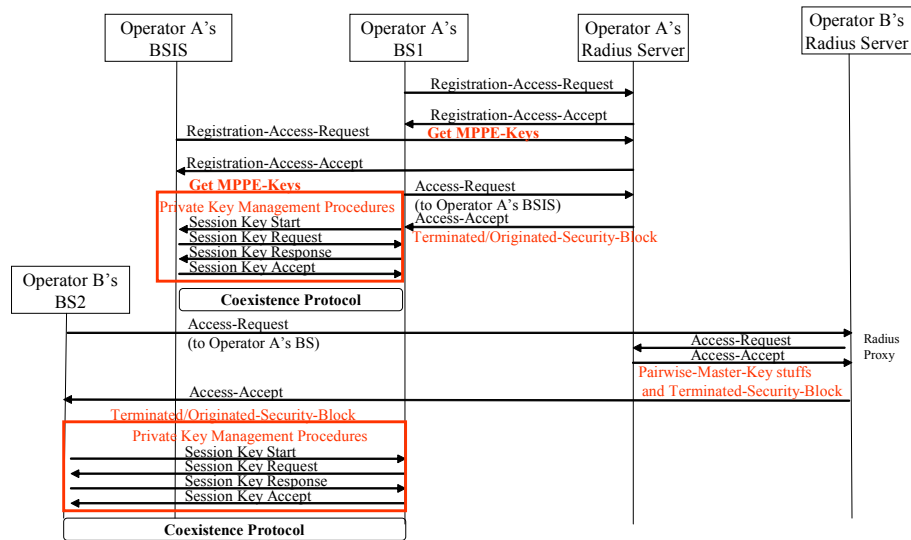 Operator A's
BSIS
Operator A's
BS1
Operator A's
Radius Server
Operator B's
Radius Server
Registration-Access-Request
Registration-Access-Accept
Registration-Access-Request
Get MPPE-Keys
Registration-Access-Accept
Get MPPE-Keys
Access-Request
(to Operator A's BSIS)
Access-Accept
Terminated/Originated-Security-Block
Private Key Management Procedures
Session Key Start
Session Key Request
Session Key Response
Session Key Accept
Operator B's
BS2
Coexistence Protocol
Access-Request
(to Operator A's BS)
Radius
Proxy
Access-Request
Access-Accept
Pairwise-Master-Key stuffs
and Terminated-Security-Block
Access-Accept
Terminated/Originated-Security-Block
Private Key Management Procedures
Session Key Start
Session Key Request
Session Key Response
Session Key Accept
Coexistence Protocol